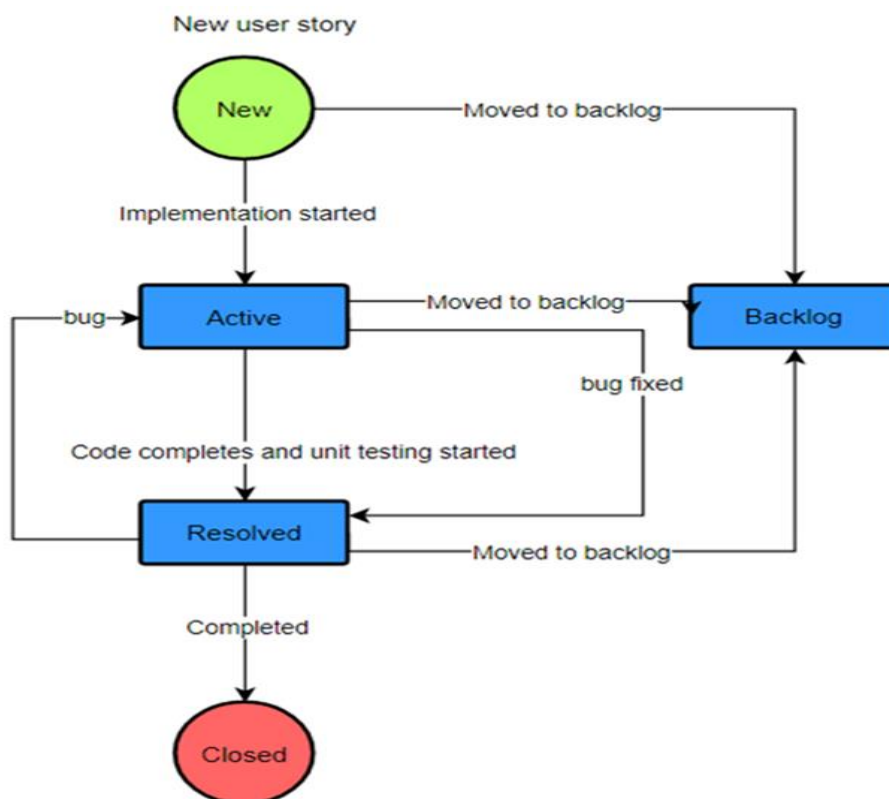 New user story
New
Moved to backlog
Implementation started
bug
Active
Moved to backlog
Backlog
bug fixed
Code completes and unit testing started
Resolved
Moved to backlog
Completed
Closed